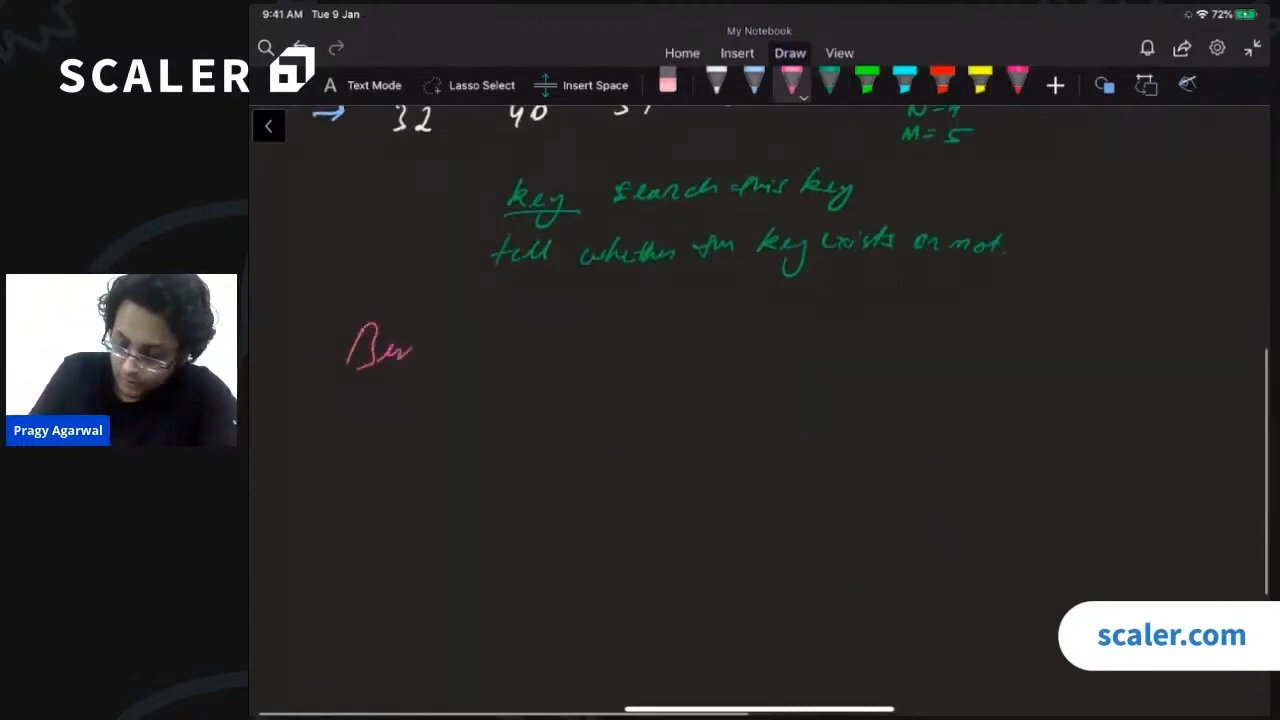 9:41 AM Tue 9 Jan
72%
My Notebook
SCALER
Home Insert Draw View
Text Mode Lasso Select Insert Space
32 40
M = 5
key search this key
tell whether the key exists or not.
Ber
Pragy Agarwal
scaler.com